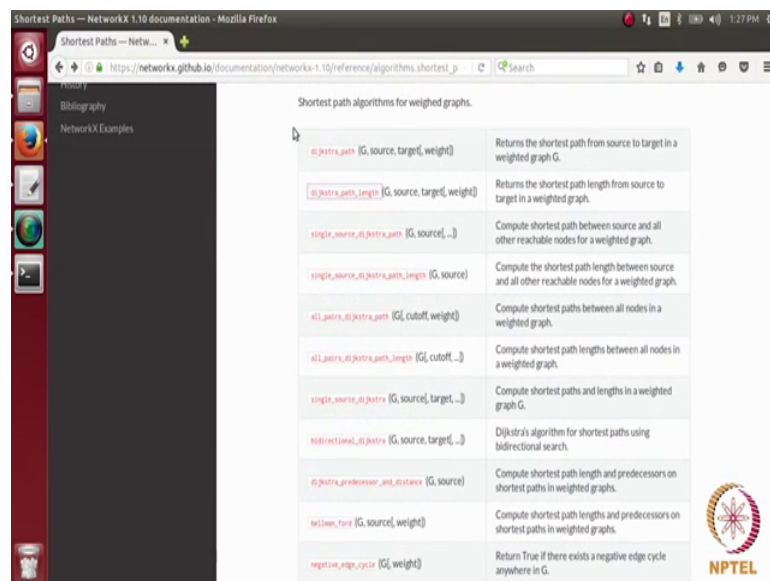 Shortest Paths — NetworkX 1.10 documentation - Mozilla Firefox
En
1:27 PM
Shortest Paths — Netw... ×
https://networkx.github.io/documentation/networkx-1.10/reference/algorithms.shortest_p
Search
History
Bibliography
NetworkX Examples
Shortest path algorithms for weighed graphs.
dijkstra_path (G, source, target[, weight])
Returns the shortest path from source to target in a
weighted graph G.
dijkstra_path_length (G, source, target[, weight])
Returns the shortest path length from source to
target in a weighted graph.
single_source_dijkstra_path (G, source[, ...])
Compute shortest path between source and all
other reachable nodes for a weighted graph.
single_source_dijkstra_path_length (G, source)
Compute the shortest path length between source
and all other reachable nodes for a weighted graph.
all_pairs_dijkstra_path (G[, cutoff, weight])
Compute shortest paths between all nodes in a
weighted graph.
all_pairs_dijkstra_path_length (G[, cutoff, ...])
Compute shortest path lengths between all nodes in
a weighted graph.
single_source_dijkstra (G, source[, target, ...])
Compute shortest paths and lengths in a weighted
graph G.
bidirectional_dijkstra (G, source, target[, ...])
Dijkstra's algorithm for shortest paths using
bidirectional search.
dijkstra_predecessor_and_distance (G, source)
Compute shortest path length and predecessors on
shortest paths in weighted graphs.
bellman_ford (G, source[, weight])
Compute shortest path lengths and predecessors on
shortest paths in weighted graphs.
negative_edge_cycle (G[, weight])
Return True if there exists a negative edge cycle
anywhere in G.
NPTEL